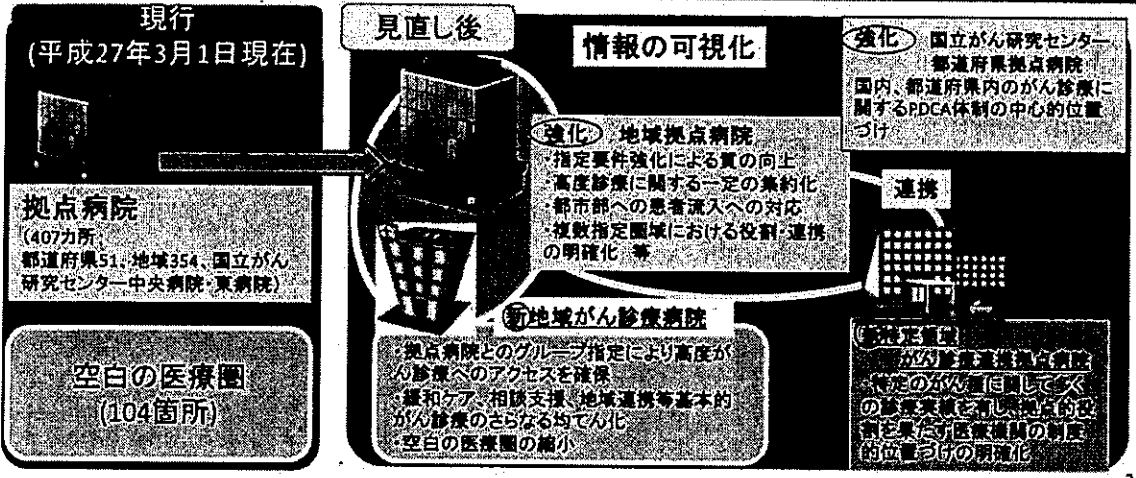 現行
(平成27年3月1日現在)
拠点病院
(407カ所、
都道府県51、地域354、国立がん
研究センター中央病院・東病院)
空白の医療圏
(104箇所)
見直し後
情報の可視化
強化 国立がん研究センター
都道府県拠点病院
国内、都道府県内のがん診療に
関するPDCA体制の中心的位置
づけ
強化 地域拠点病院
・指定要件強化による質の向上
・高度診療に関する一定の集約化
・都市部への患者流入への対応
・複数指定圏域における役割・連携
の明確化 等
連携
新地域がん診療病院
・拠点病院とのグループ指定により高度が
ん診療へのアクセスを確保
・緩和ケア、相談支援、地域連携等基本的
がん診療のさらなる均てん化
・空白の医療圏の縮小
新特定領域
がん診療連携拠点病院
・特定のがん種に関して多く
の診療実績を有し、拠点的役
割を果たす医療機関の制度
的位置づけの明確化